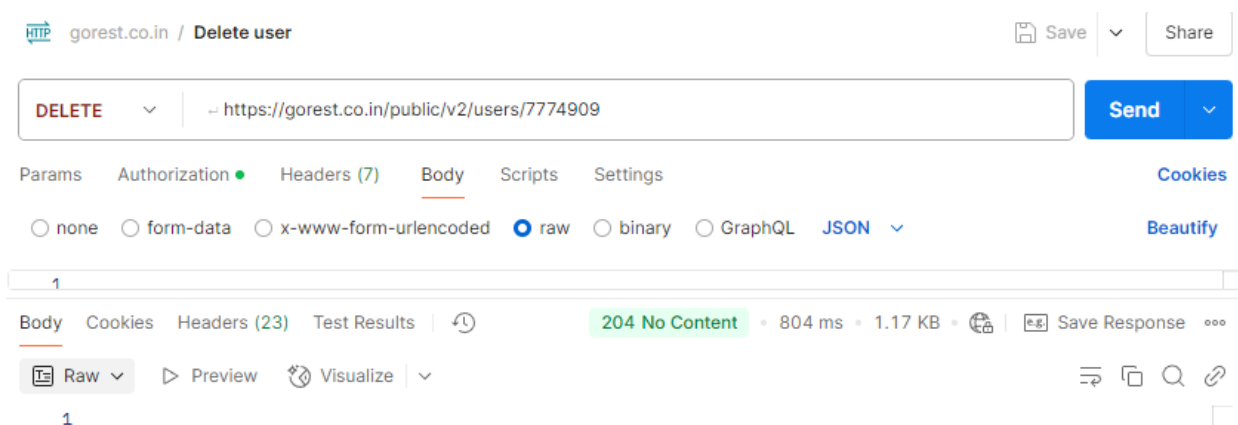 HTTP gorest.co.in / Delete user Save Share
DELETE ↵ https://gorest.co.in/public/v2/users/7774909 Send
Params Authorization Headers (7) Body Scripts Settings Cookies
none form-data x-www-form-urlencoded raw binary GraphQL JSON Beautify
1
Body Cookies Headers (23) Test Results 204 No Content 804 ms 1.17 KB e.g. Save Response
Raw Preview Visualize
1